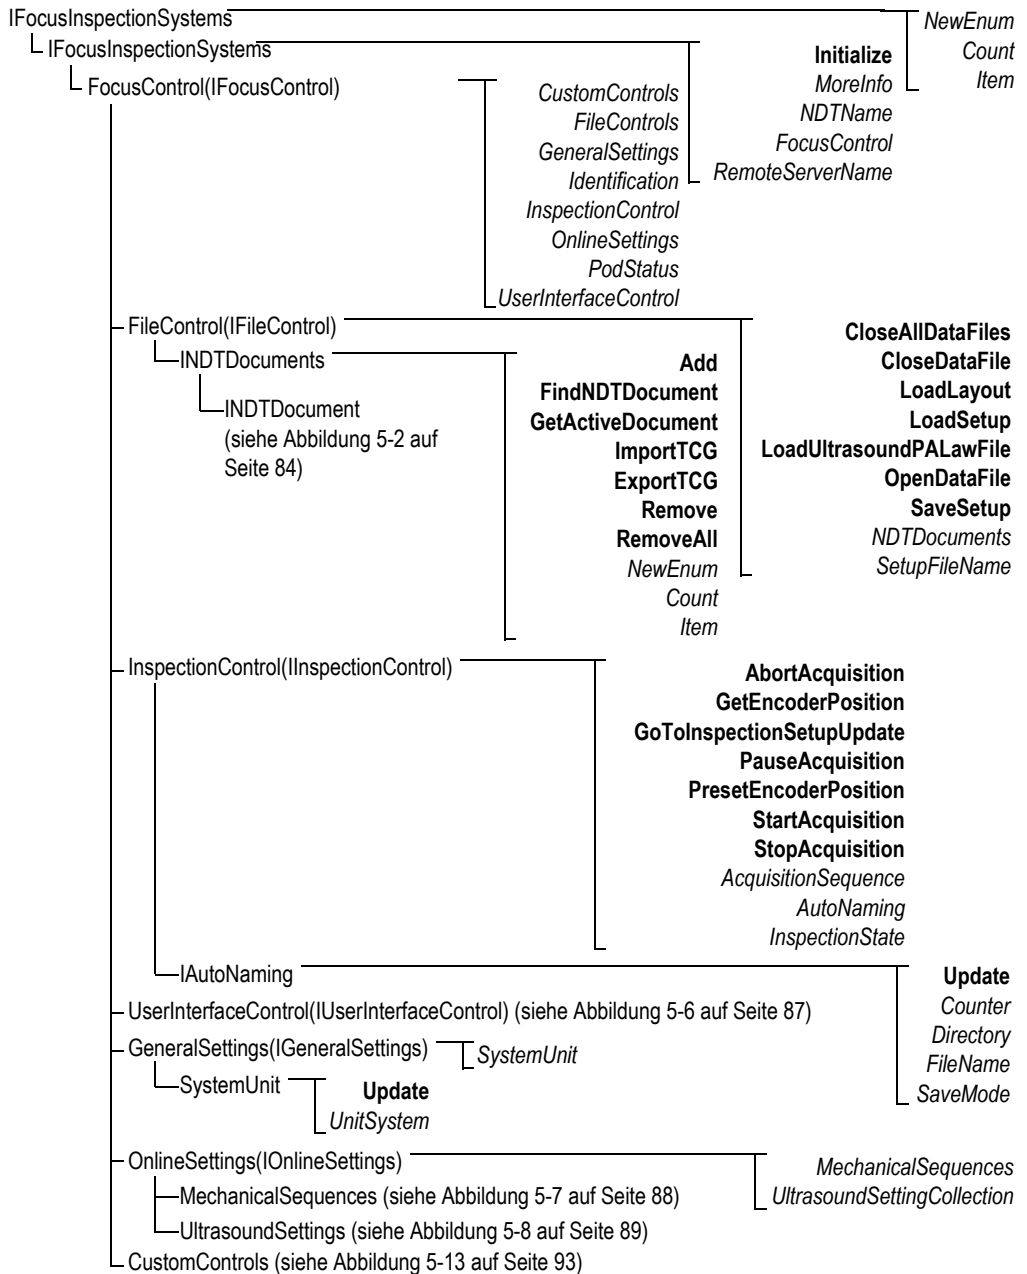 IFocusInspectionSystems
NewEnum
Count
Item
IFocusInspectionSystems
Initialize
MoreInfo
NDTName
FocusControl
RemoteServerName
FocusControl(IFocusControl)
CustomControls
FileControls
GeneralSettings
Identification
InspectionControl
OnlineSettings
PodStatus
UserInterfaceControl
FileControl(IFileControl)
CloseAllDataFiles
CloseDataFile
LoadLayout
LoadSetup
LoadUltrasoundPALawFile
OpenDataFile
SaveSetup
NDTDocuments
SetupFileName
INDTDocuments
Add
FindNDTDocument
GetActiveDocument
ImportTCG
ExportTCG
Remove
RemoveAll
NewEnum
Count
Item
INDTDocument
(siehe Abbildung 5-2 auf
Seite 84)
InspectionControl(IInspectionControl)
AbortAcquisition
GetEncoderPosition
GoToInspectionSetupUpdate
PauseAcquisition
PresetEncoderPosition
StartAcquisition
StopAcquisition
AcquisitionSequence
AutoNaming
InspectionState
IAutoNaming
Update
Counter
Directory
FileName
SaveMode
UserInterfaceControl(IUserInterfaceControl) (siehe Abbildung 5-6 auf Seite 87)
GeneralSettings(IGeneralSettings)
SystemUnit
SystemUnit
Update
UnitSystem
OnlineSettings(IOnlineSettings)
MechanicalSequences
UltrasoundSettingCollection
MechanicalSequences (siehe Abbildung 5-7 auf Seite 88)
UltrasoundSettings (siehe Abbildung 5-8 auf Seite 89)
CustomControls (siehe Abbildung 5-13 auf Seite 93)